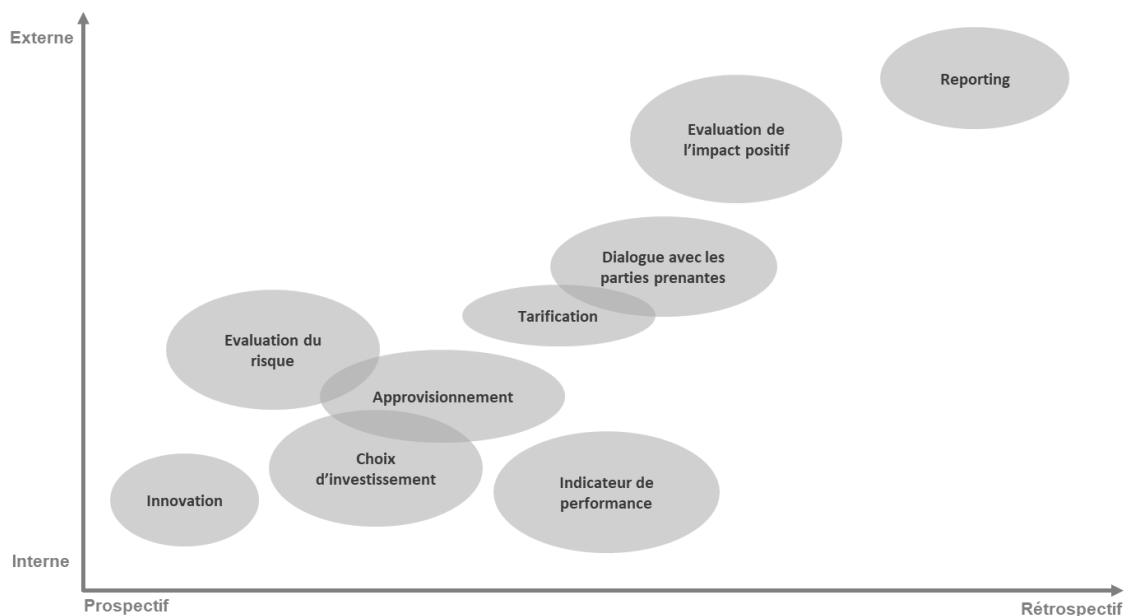 Externe
Reporting
Evaluation de
l’impact positif
Dialogue avec les
parties prenantes
Tarification
Evaluation du
risque
Approvisionnement
Choix
d’investissement
Indicateur de
performance
Innovation
Interne
Prospectif
Rétrospectif